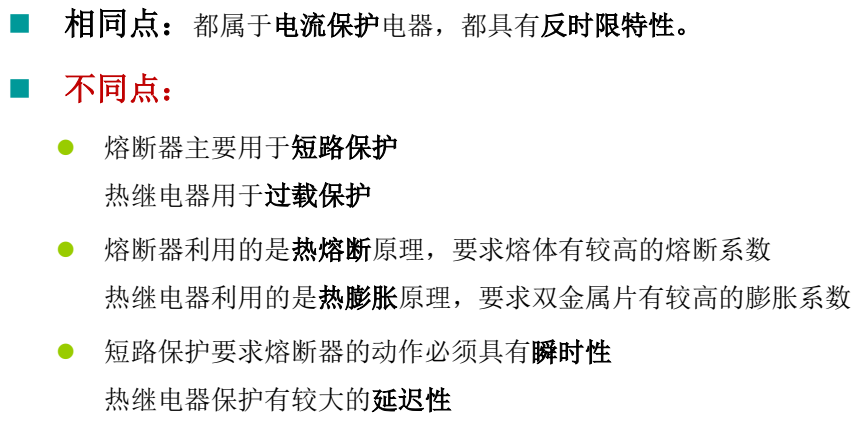 相同点：都属于电流保护电器，都具有反时限特性。
不同点：
熔断器主要用于短路保护
热继电器用于过载保护
熔断器利用的是热熔断原理，要求熔体有较高的熔断系数
热继电器利用的是热膨胀原理，要求双金属片有较高的膨胀系数
短路保护要求熔断器的动作必须具有瞬时性
热继电器保护有较大的延迟性